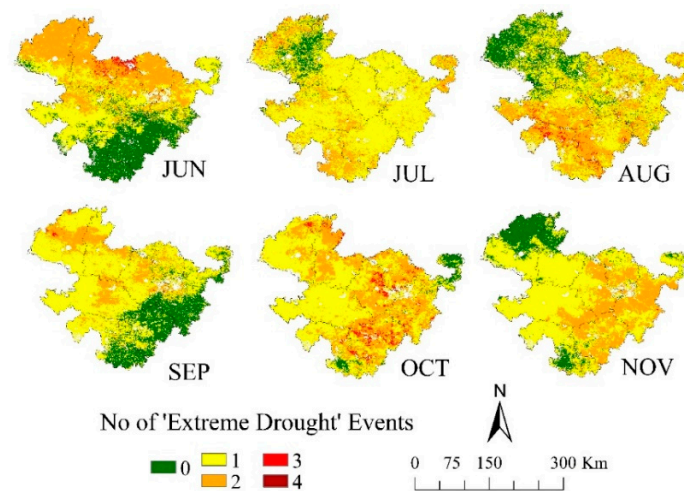 JUN
JUL
AUG
SEP
OCT
NOV
N
No of 'Extreme Drought' Events
0 1 3
2 4
0 75 150 300 Km